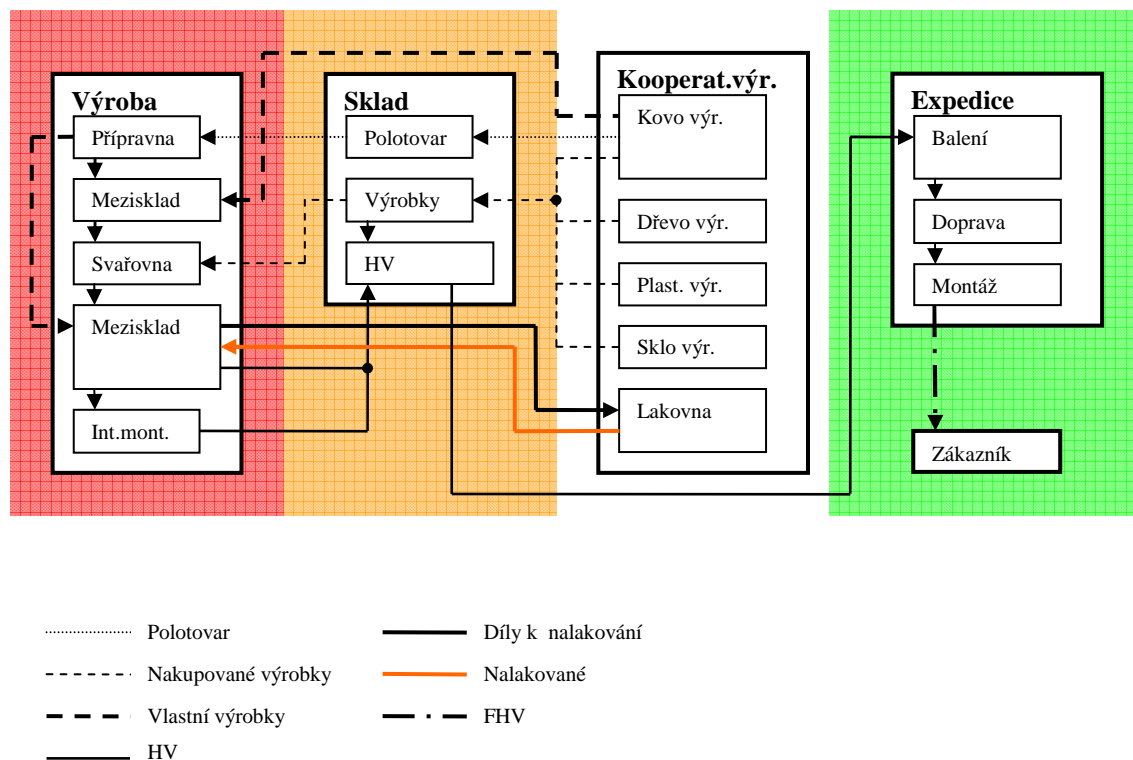 Výroba
Přípravna
Mezisklad
Svařovna
Mezisklad
Int.mont.
Sklad
Polotovar
Výrobky
HV
Kooperat.výr.
Kovo výr.
Dřevo výr.
Plast. výr.
Sklo výr.
Lakovna
Expedice
Balení
Doprava
Montáž
Zákazník
Polotovar
Nakupované výrobky
Vlastní výrobky
HV
Díly k  nalakování
Nalakované
FHV